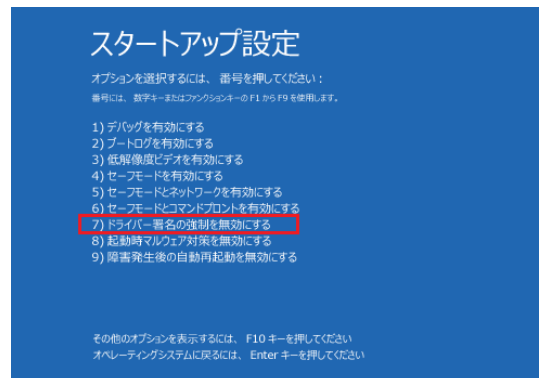 スタートアップ設定
オプションを選択するには、 番号を押してください：
番号には、数字キーまたはファンクションキーの F1 から F9 を使用します。
1) デバッグを有効にする
2) ブートログを有効にする
3) 低解像度ビデオを有効にする
4) セーフモードを有効にする
5) セーフモードとネットワークを有効にする
6) セーフモードとコマンドプロントを有効にする
7) ドライバー署名の強制を無効にする
8) 起動時マルウェア対策を無効にする
9) 障害発生後の自動再起動を無効にする
その他のオプションを表示するには、 F10 キーを押してください
オペレーティングシステムに戻るには、 Enter キーを押してください